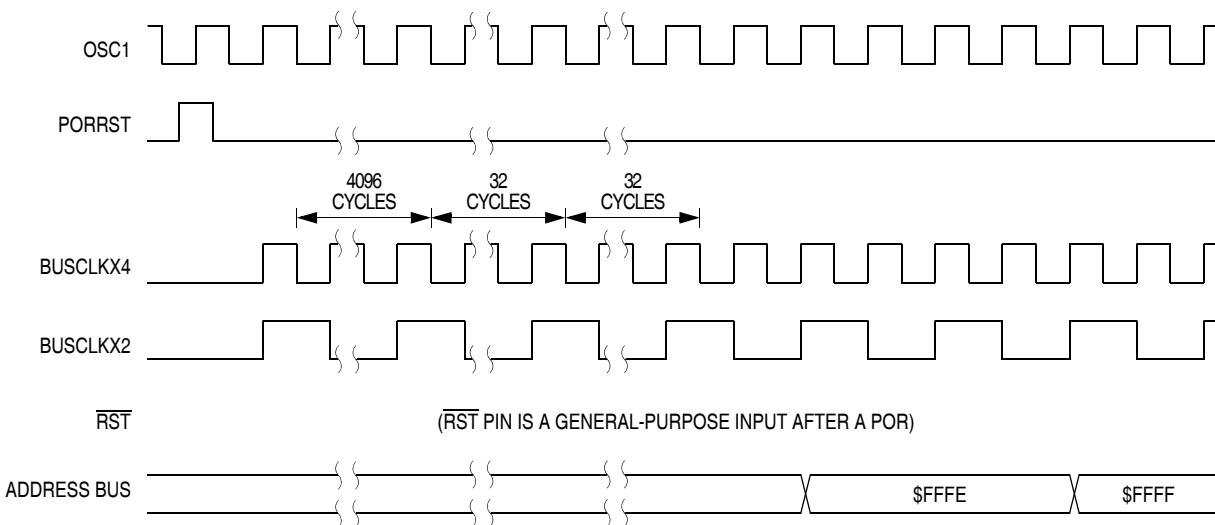 OSC1
PORRST
4096
CYCLES
32
CYCLES
32
CYCLES
BUSCLKX4
BUSCLKX2
RST
(RST PIN IS A GENERAL-PURPOSE INPUT AFTER A POR)
ADDRESS BUS
$FFFE
$FFFF